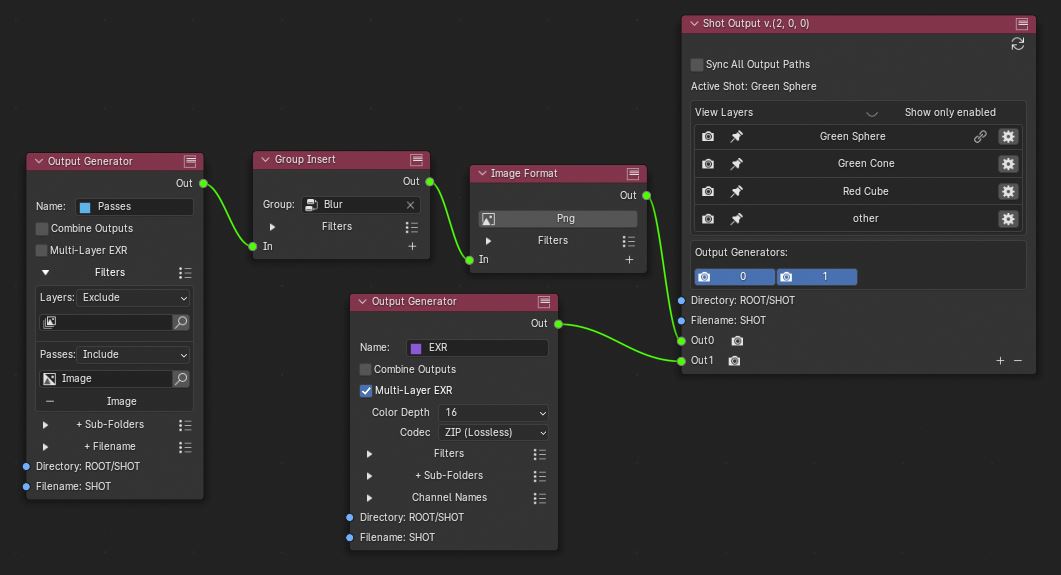 Output Generator
Out
Name: Passes
Combine Outputs
Multi-Layer EXR
Filters
Layers: Exclude
Passes: Include
Image
Image
+ Sub-Folders
+ Filename
Directory: ROOT/SHOT
Filename: SHOT
Group Insert
Out
Group: Blur
Filters
In
Image Format
Out
Png
Filters
In
Output Generator
Out
Name: EXR
Combine Outputs
Multi-Layer EXR
Color Depth 16
Codec ZIP (Lossless)
Filters
+ Sub-Folders
Channel Names
Directory: ROOT/SHOT
Filename: SHOT
Shot Output v.(2, 0, 0)
Sync All Output Paths
Active Shot: Green Sphere
View Layers Show only enabled
Green Sphere
Green Cone
Red Cube
other
Output Generators:
0 1
Directory: ROOT/SHOT
Filename: SHOT
Out0
Out1